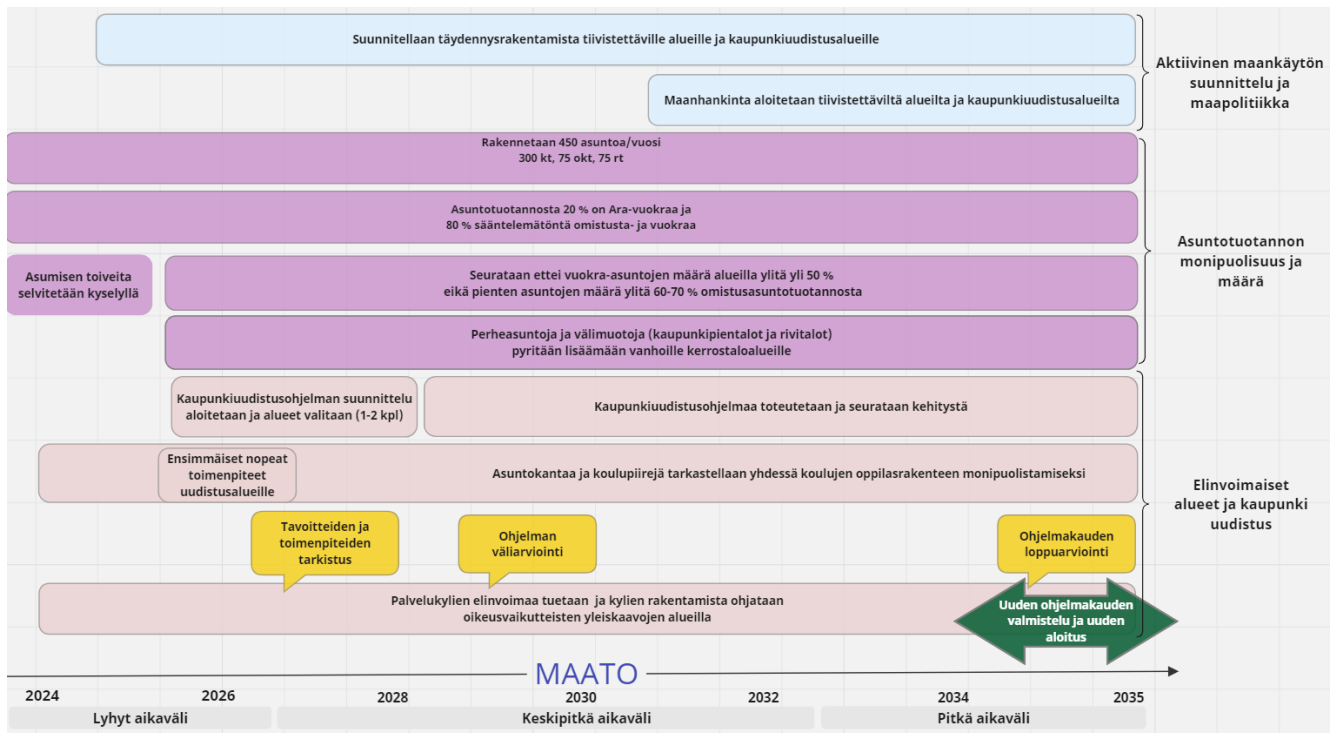 Suunnitellaan täydennysrakentamista tiivistettäville alueille ja kaupunkiuudistusalueille
Maanhankinta aloitetaan tiivistettäviltä alueilta ja kaupunkiuudistusalueilta
Aktiivinen maankäytön
suunnittelu ja
maapolitiikka
Rakennetaan 450 asuntoa/vuosi
300 kt, 75 okt, 75 rt
Asuntotuotannosta 20 % on Ara-vuokraa ja
80 % sääntelemätöntä omistusta- ja vuokraa
Asumisen toiveita
selvitetään kyselyllä
Seurataan ettei vuokra-asuntojen määrä alueilla ylitä yli 50 %
eikä pienten asuntojen määrä ylitä 60-70 % omistusasuntotuotannosta
Perheasuntoja ja välimuotoja (kaupunkipientalot ja rivitalot)
pyritään lisäämään vanhoille kerrostaloalueille
Asuntotuotannon
monipuolisuus ja
määrä
Kaupunkiuudistusohjelman suunnittelu
aloitetaan ja alueet valitaan (1-2 kpl)
Kaupunkiuudistusohjelmaa toteutetaan ja seurataan kehitystä
Ensimmäiset nopeat
toimenpiteet
uudistusalueille
Asuntokantaa ja koulupiirejä tarkastellaan yhdessä koulujen oppilasrakenteen monipuolistamiseksi
Elinvoimaiset
alueet ja kaupunki
uudistus
Tavoitteiden ja
toimenpiteiden
tarkistus
Ohjelman
väliarviointi
Ohjelmakauden
loppuarviointi
Palvelukylien elinvoimaa tuetaan ja kylien rakentamista ohjataan
oikeusvaikutteisten yleiskaavojen alueilla
Uuden ohjelmakauden
valmistelu ja uuden
aloitus
MAATO
2024 2026 2028 2030 2032 2034 2035
Lyhyt aikaväli Keskipitkä aikaväli Pitkä aikaväli